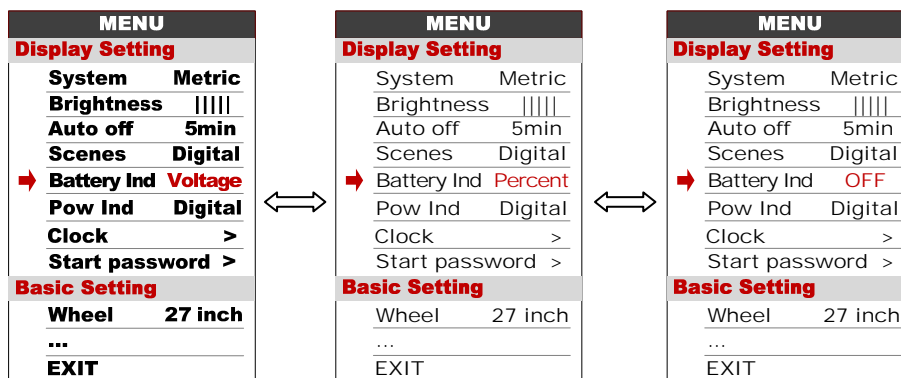 MENU
Display Setting
System Metric
Brightness |||||
Auto off 5min
Scenes Digital
Battery Ind Voltage
Pow Ind Digital
Clock >
Start password >
Basic Setting
Wheel 27 inch
...
EXIT
MENU
Display Setting
System Metric
Brightness |||||
Auto off 5min
Scenes Digital
Battery Ind Percent
Pow Ind Digital
Clock >
Start password >
Basic Setting
Wheel 27 inch
...
EXIT
MENU
Display Setting
System Metric
Brightness |||||
Auto off 5min
Scenes Digital
Battery Ind OFF
Pow Ind Digital
Clock >
Start password >
Basic Setting
Wheel 27 inch
...
EXIT